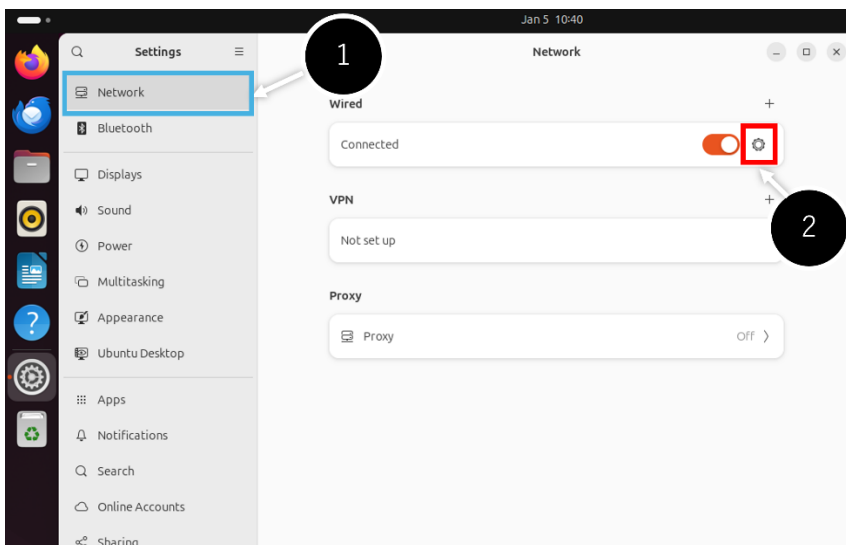 Jan 5 10:40
Settings
Network
Bluetooth
Displays
Sound
Power
Multitasking
Appearance
Ubuntu Desktop
Apps
Notifications
Search
Online Accounts
Sharing
1
Network
Wired
Connected
2
VPN
Not set up
Proxy
Proxy Off